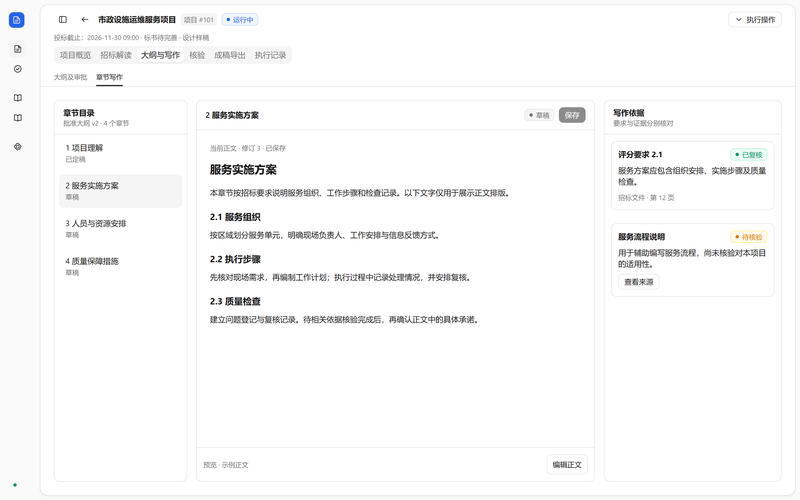 市政设施运维服务项目 项目 #101 运行中
执行操作
投标截止：2026-11-30 09:00 · 标书待完善 · 设计样稿
项目概览 招标解读 大纲与写作 核验 成稿导出 执行记录
大纲及审批 章节写作
章节目录
批准大纲 v2 · 4 个章节
1 项目理解
已定稿
2 服务实施方案
草稿
3 人员与资源安排
草稿
4 质量保障措施
草稿
2 服务实施方案 草稿 保存
当前正文 · 修订 3 · 已保存
服务实施方案
本章节按招标要求说明服务组织、工作步骤和检查记录。以下文字仅用于展示正文排版。
2.1 服务组织
按区域划分服务单元，明确现场负责人、工作安排与信息反馈方式。
2.2 执行步骤
先核对现场需求，再编制工作计划；执行过程中记录处理情况，并安排复核。
2.3 质量检查
建立问题登记与复核记录。待相关依据核验完成后，再确认正文中的具体承诺。
预览 · 示例正文 编辑正文
写作依据
要求与证据分别核对
评分要求 2.1 已复核
服务方案应包含组织安排、实施步骤及质量
检查。
招标文件 · 第 12 页
服务流程说明 待核验
用于辅助编写服务流程，尚未核验对本项目
的适用性。
查看来源